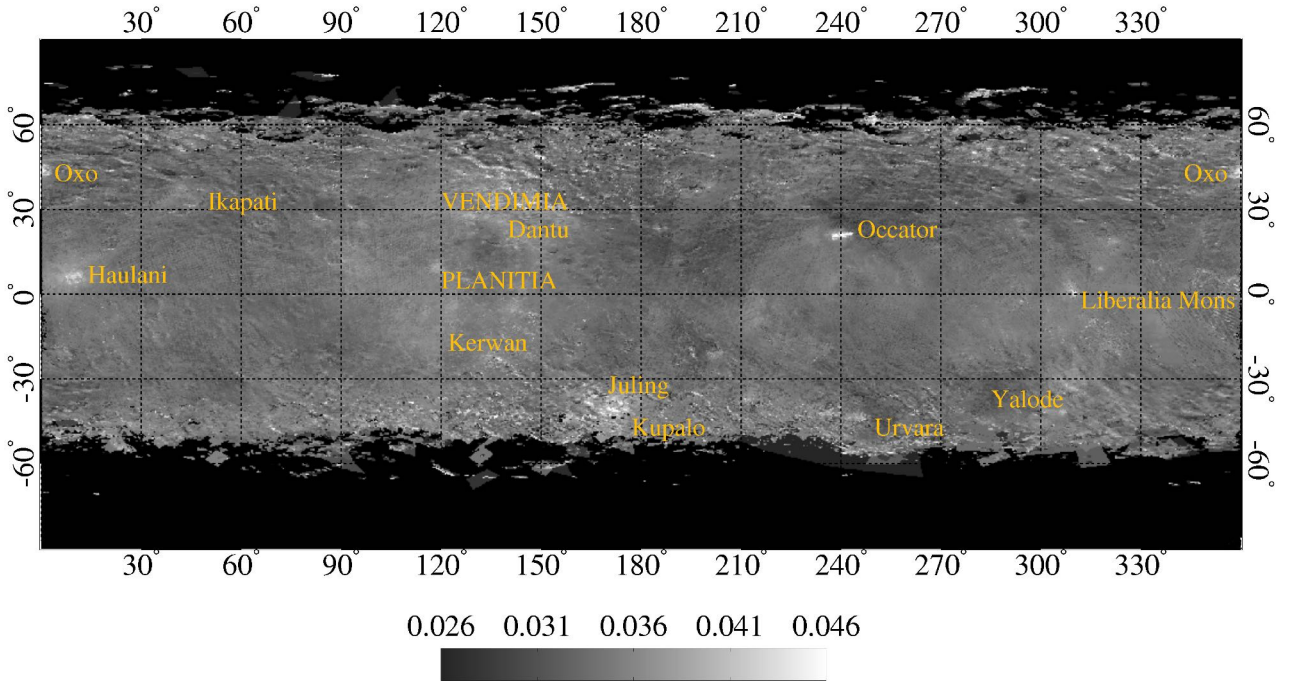 30° 60° 90° 120° 150° 180° 210° 240° 270° 300° 330°
60° 60°
Oxo Oxo
Ikapati VENDIMIA
30° 30°
Dantu Occator
Haulani PLANITIA
0° 0°
Liberalia Mons
Kerwan
-30° -30°
Juling
Yalode
Kupalo Urvara
-60° -60°
30° 60° 90° 120° 150° 180° 210° 240° 270° 300° 330°
0.026 0.031 0.036 0.041 0.046